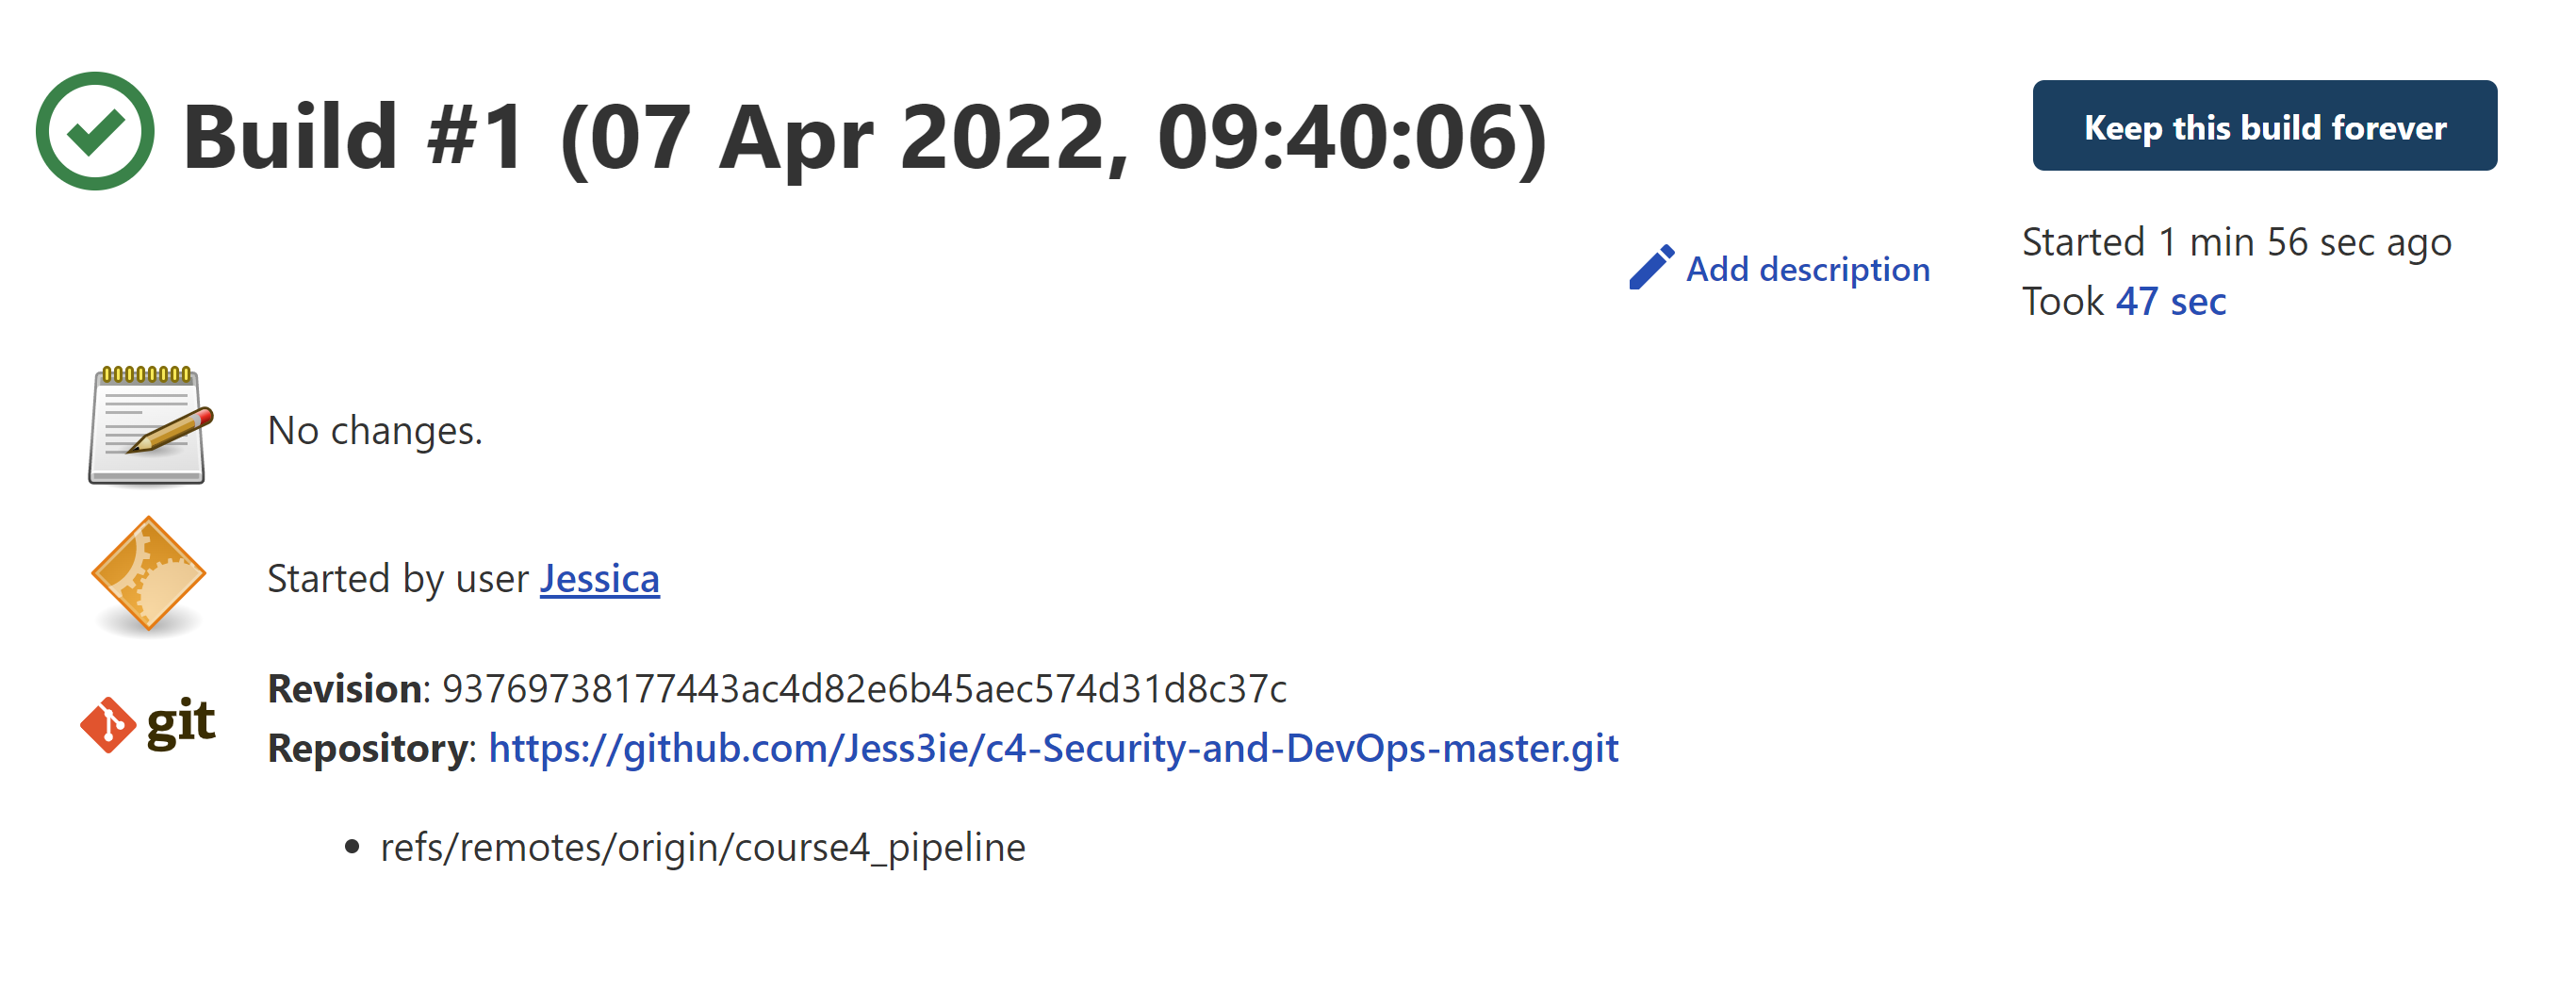 Build #1 (07 Apr 2022, 09:40:06)
Keep this build forever
Add description
Started 1 min 56 sec ago
Took 47 sec
No changes.
Started by user Jessica
git
Revision: 93769738177443ac4d82e6b45aec574d31d8c37c
Repository: https://github.com/Jess3ie/c4-Security-and-DevOps-master.git
• refs/remotes/origin/course4_pipeline